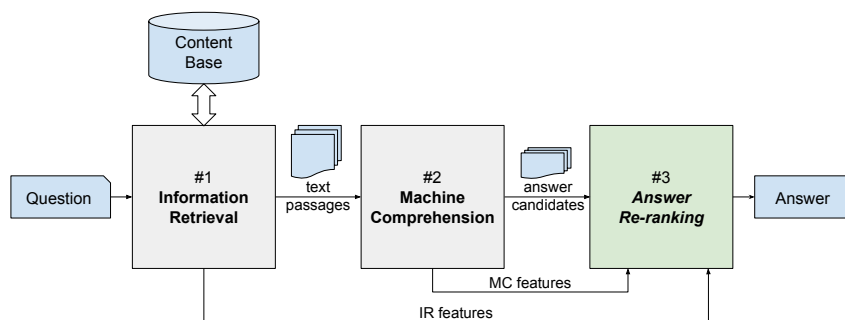 Content
Base
Question
#1
Information
Retrieval
text
passages
#2
Machine
Comprehension
answer
candidates
#3
Answer
Re-ranking
Answer
MC features
IR features